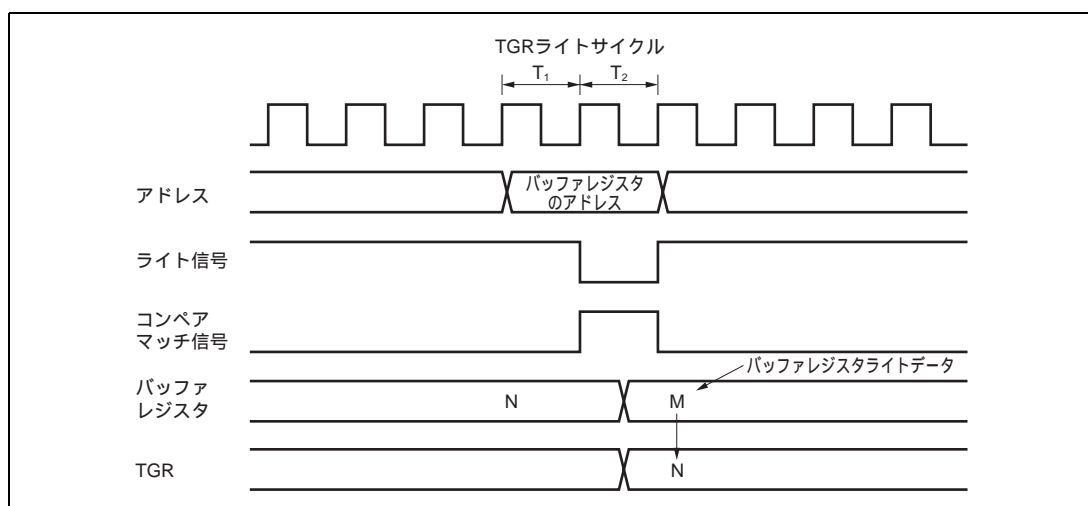 TGRライトサイクル
T₁ T₂
アドレス
バッファレジスタ
のアドレス
ライト信号
コンペア
マッチ信号
バッファレジスタライトデータ
バッファ
レジスタ
N M
TGR
N